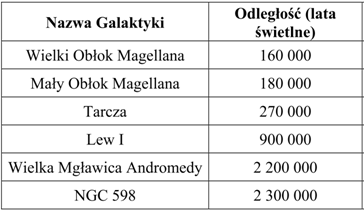 Nazwa Galaktyki
Odległość (lata
świetlne)
Wielki Obłok Magellana 160 000
Mały Obłok Magellana 180 000
Tarcza 270 000
Lew I 900 000
Wielka Mgławica Andromedy 2 200 000
NGC 598 2 300 000